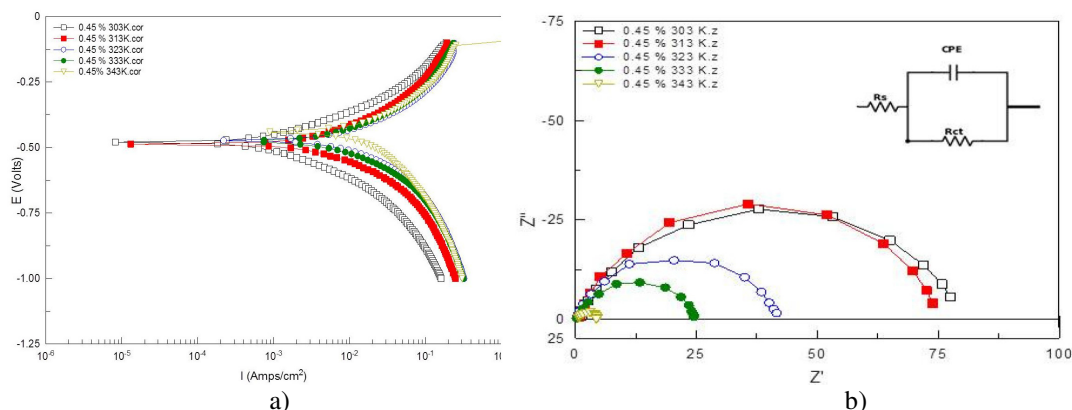 0
-0.25
-0.50
-0.75
-1.00
-1.25
E (Volts)
0.45 % 303K.cor
0.45 % 313K.cor
0.45 % 323K.cor
0.45 % 333K.cor
0.45% 343K.cor
10-6
10-5
10-4
10-3
10-2
10-1
10
I (Amps/cm2)
a)
-75
-50
-25
0
25
Z''
0.45 % 303 K.z
0.45 % 313 K.z
0.45 % 323 K.z
0.45 % 333 K.z
0.45 % 343 K.z
CPE
Rs
Rct
0
25
50
75
100
Z'
b)